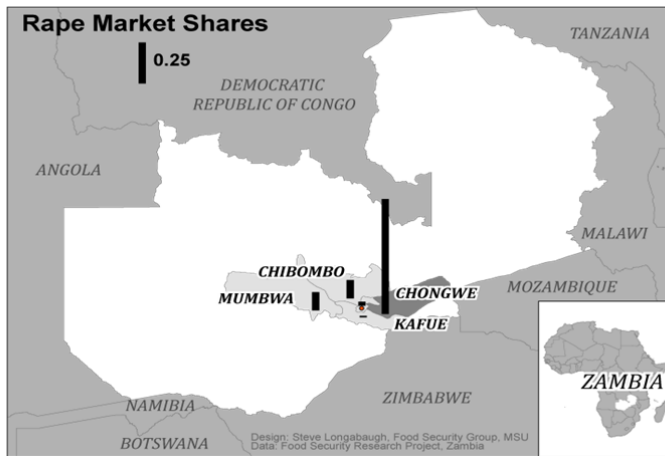 Rape Market Shares
0.25
TANZANIA
DEMOCRATIC
REPUBLIC OF CONGO
ANGOLA
MALAWI
CHIBOMBO
MUMBWA
CHONGWE
MOZAMBIQUE
KAFUE
ZAMBIA
ZIMBABWE
NAMIBIA
BOTSWANA
Design: Steve Longabaugh, Food Security Group, MSU
Data: Food Security Research Project, Zambia